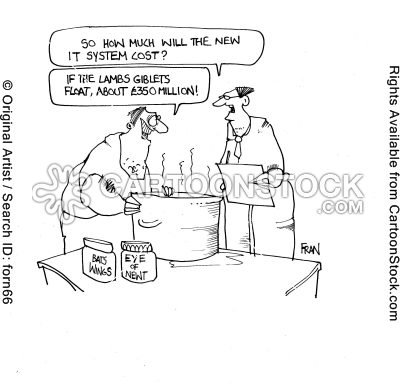 SO HOW MUCH WILL THE NEW
IT SYSTEM COST?
IF THE LAMBS GIBLETS
FLOAT, ABOUT £350 MILLION!
CARTOONSTOCK
.COM
BATS
WINGS
EYE
OF
NEWT
FRAN
© Original Artist / Search ID: forn66
Rights Available from CartoonStock.com